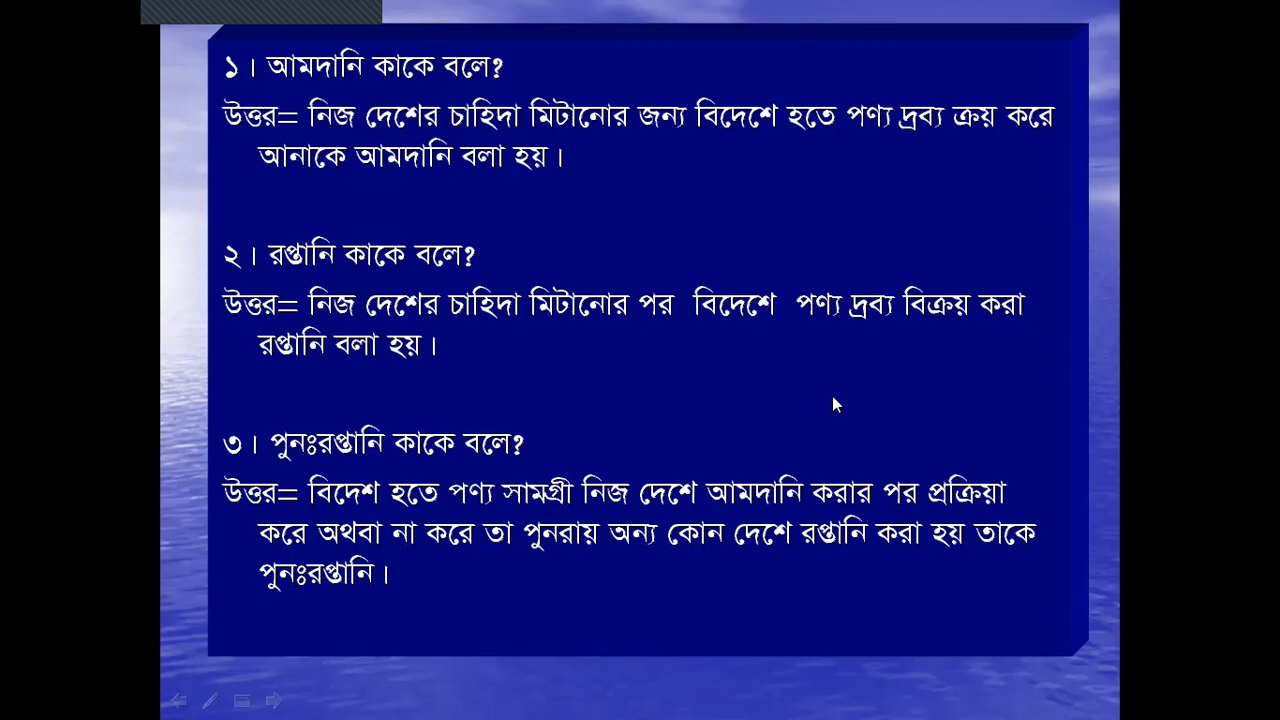 ১। আমদানি কাকে বলে?
উত্তর= নিজ দেশের চাহিদা মিটানোর জন্য বিদেশে হতে পণ্য দ্রব্য ক্রয় করে
আনাকে আমদানি বলা হয়।
২। রপ্তানি কাকে বলে?
উত্তর= নিজ দেশের চাহিদা মিটানোর পর বিদেশে পণ্য দ্রব্য বিক্রয় করা
রপ্তানি বলা হয়।
৩। পুনঃরপ্তানি কাকে বলে?
উত্তর= বিদেশ হতে পণ্য সামগ্রী নিজ দেশে আমদানি করার পর প্রক্রিয়া
করে অথবা না করে তা পুনরায় অন্য কোন দেশে রপ্তানি করা হয় তাকে
পুনঃরপ্তানি।